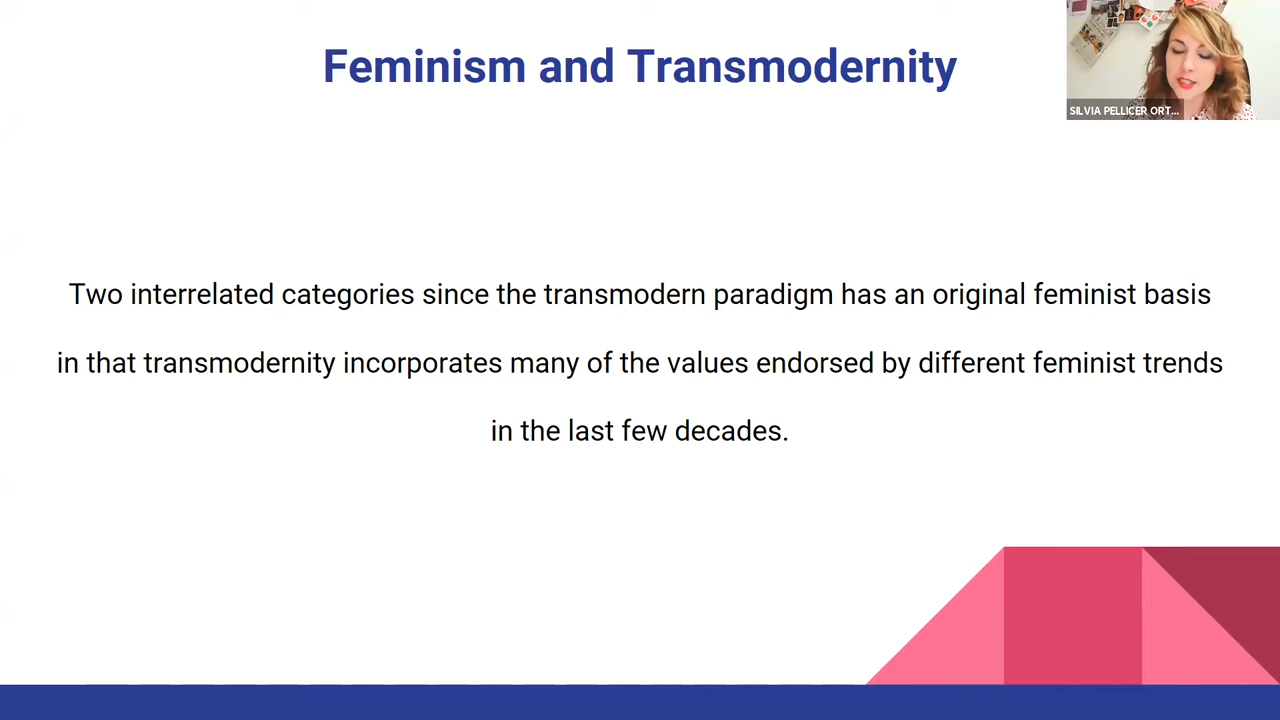 Feminism and Transmodernity
SILVIA PELLICER ORT...
Two interrelated categories since the transmodern paradigm has an original feminist basis
in that transmodernity incorporates many of the values endorsed by different feminist trends
in the last few decades.